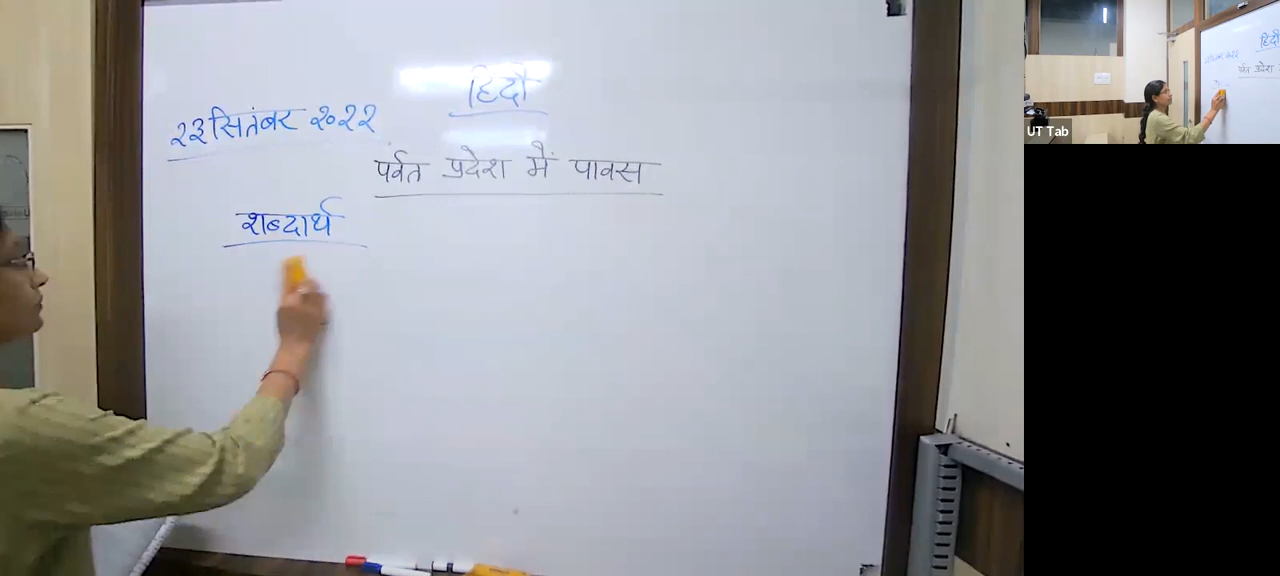 हिंदी
२३ सितंबर २०२२
पर्वत प्रदेश में पावस
शब्दार्थ
UT Tab